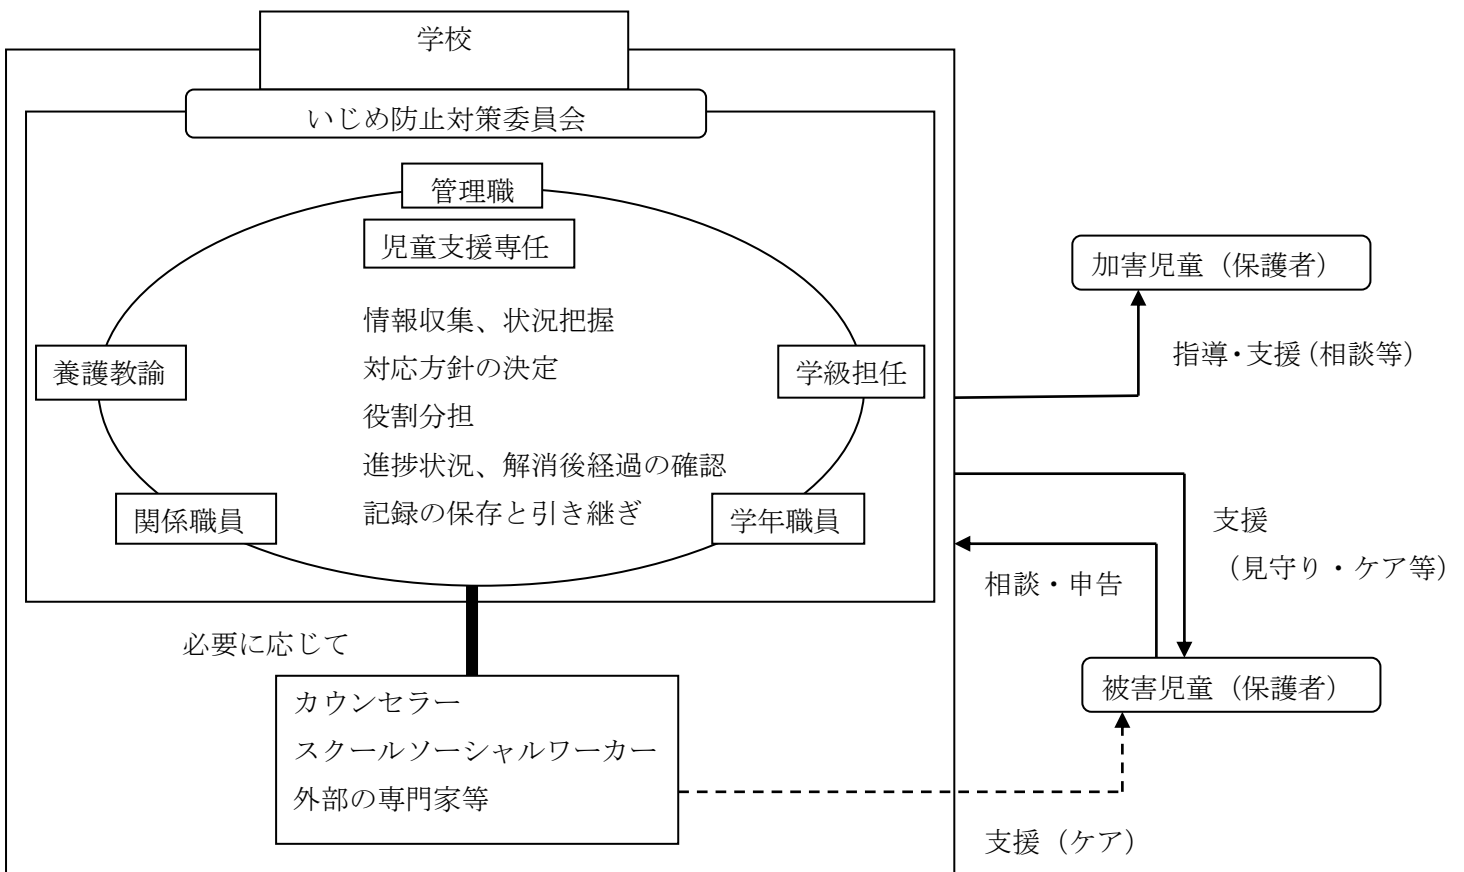 学校
いじめ防止対策委員会
管理職
児童支援専任
加害児童（保護者）
情報収集、状況把握
指導・支援（相談等）
養護教諭
対応方針の決定
学級担任
役割分担
進捗状況、解消後経過の確認
関係職員
記録の保存と引き継ぎ
学年職員
支援
（見守り・ケア等）
相談・申告
必要に応じて
被害児童（保護者）
カウンセラー
スクールソーシャルワーカー
外部の専門家等
支援（ケア）